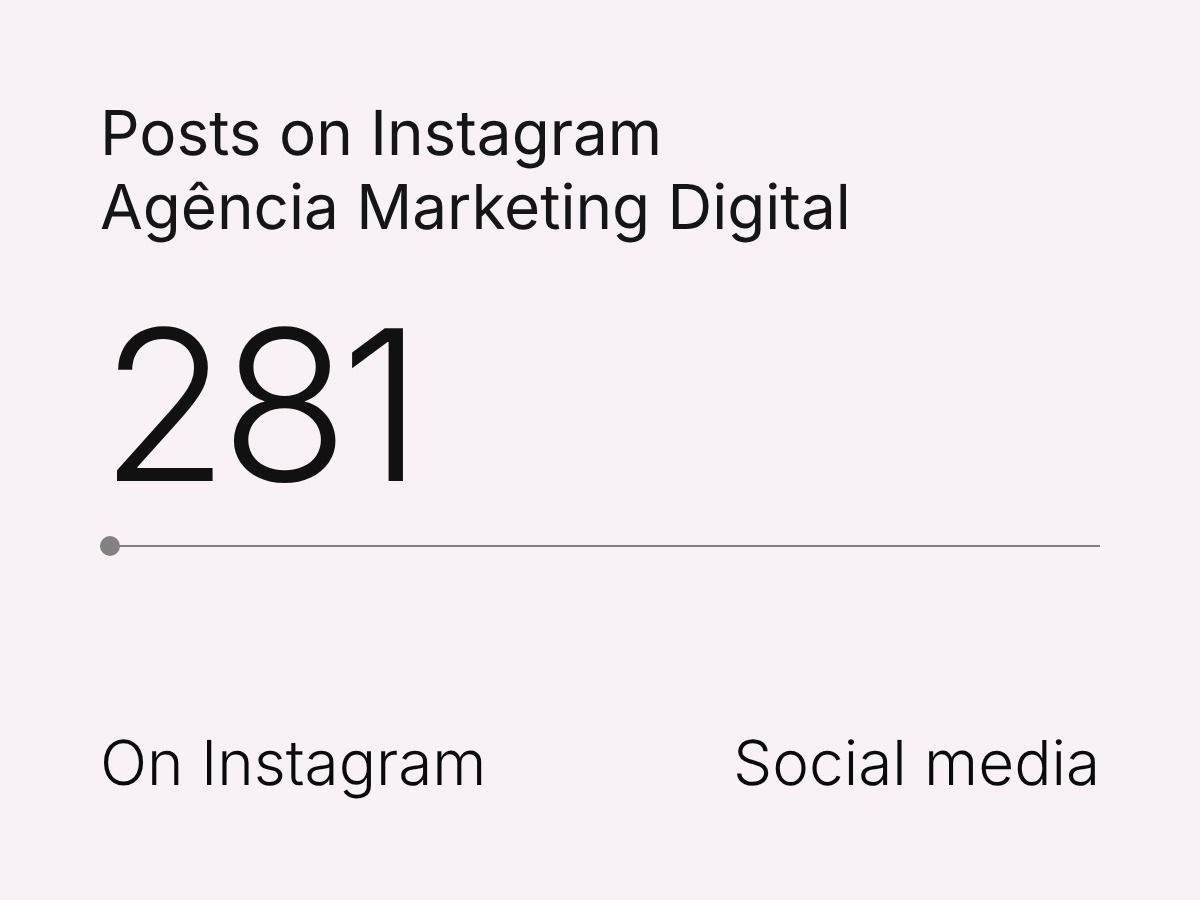 Posts on Instagram
Agência Marketing Digital
281
On Instagram
Social media